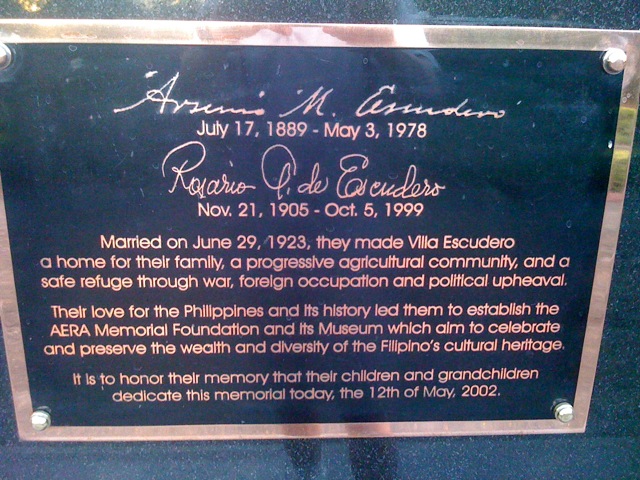 Arsenio M. Escudero
July 17, 1889 - May 3, 1978
Rosario Q. de Escudero
Nov. 21, 1905 - Oct. 5, 1999
Married on June 29, 1923, they made Villa Escudero
a home for their family, a progressive agricultural community, and a
safe refuge through war, foreign occupation and political upheaval.
Their love for the Philippines and its history led them to establish the
AERA Memorial Foundation and its Museum which aim to celebrate
and preserve the wealth and diversity of the Filipino's cultural heritage.
It is to honor their memory that their children and grandchildren
dedicate this memorial today, the 12th of May, 2002.